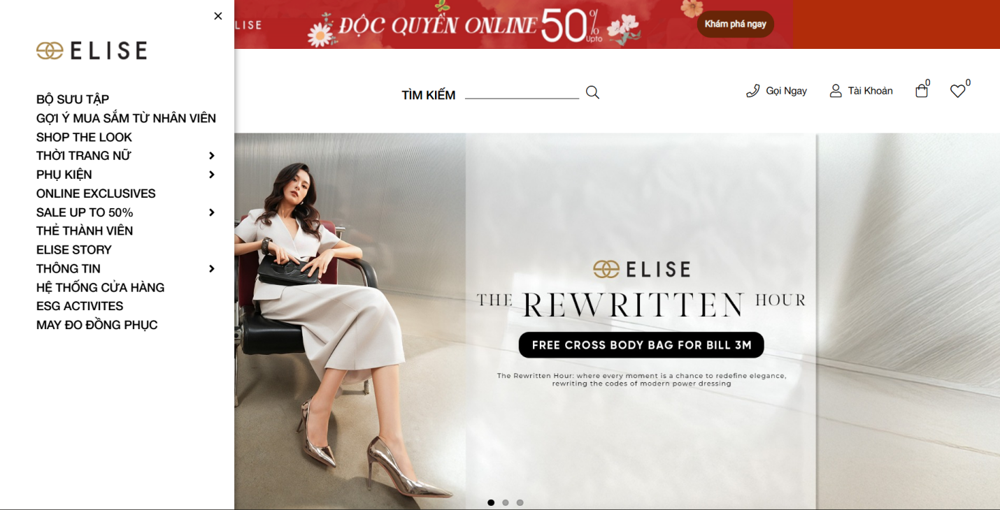 ELISE
BỘ SƯU TẬP
GỢI Ý MUA SẮM TỪ NHÂN VIÊN
SHOP THE LOOK
THỜI TRANG NỮ
PHỤ KIỆN
ONLINE EXCLUSIVES
SALE UP TO 50%
THẺ THÀNH VIÊN
ELISE STORY
THÔNG TIN
HỆ THỐNG CỬA HÀNG
ESG ACTIVITES
MAY ĐO ĐỒNG PHỤC
LISE
ĐỘC QUYỀN ONLINE 50% Upto
Khám phá ngay
TÌM KIẾM
Gọi Ngay
Tài Khoản
0
0
ELISE
THE REWRITTEN HOUR
FREE CROSS BODY BAG FOR BILL 3M
The Rewritten Hour: where every moment is a chance to redefine elegance,
rewriting the codes of modern power dressing